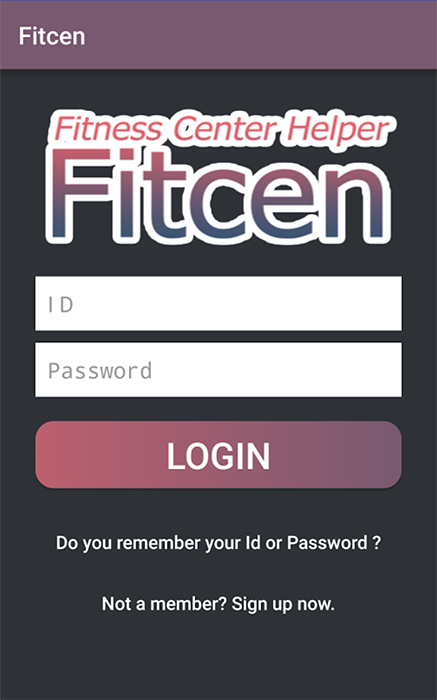 Fitcen
Fitness Center Helper
Fitcen
ID
Password
LOGIN
Do you remember your Id or Password ?
Not a member? Sign up now.